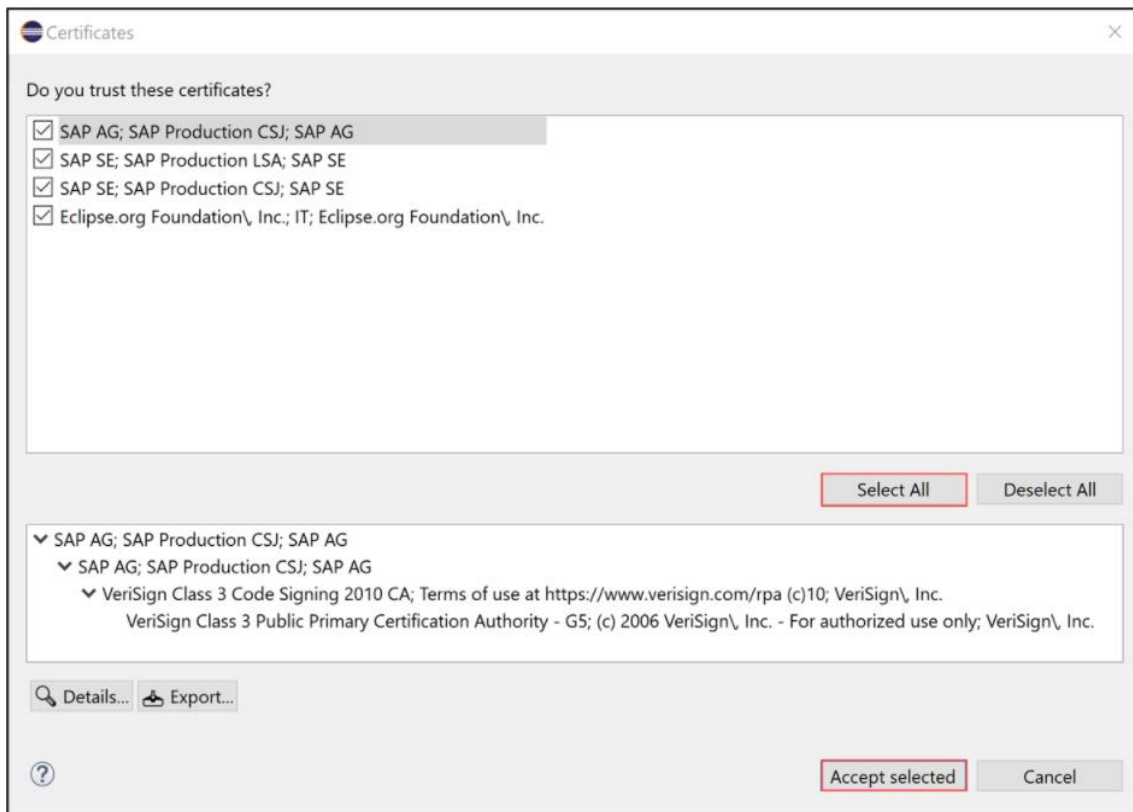 Certificates
Do you trust these certificates?
SAP AG; SAP Production CSJ; SAP AG
SAP SE; SAP Production LSA; SAP SE
SAP SE; SAP Production CSJ; SAP SE
Eclipse.org Foundation\, Inc.; IT; Eclipse.org Foundation\, Inc.
Select All Deselect All
SAP AG; SAP Production CSJ; SAP AG
SAP AG; SAP Production CSJ; SAP AG
VeriSign Class 3 Code Signing 2010 CA; Terms of use at https://www.verisign.com/rpa (c)10; VeriSign\, Inc.
VeriSign Class 3 Public Primary Certification Authority - G5; (c) 2006 VeriSign\, Inc. - For authorized use only; VeriSign\, Inc.
Details... Export...
? Accept selected Cancel